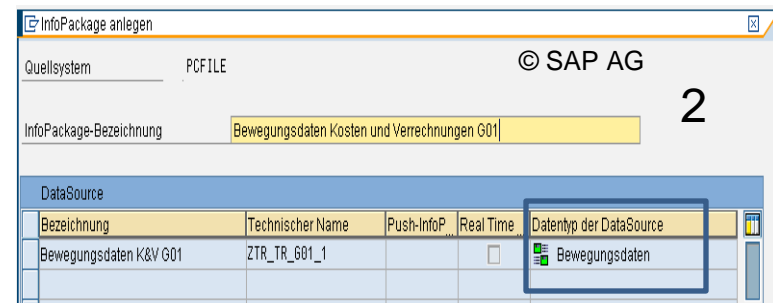 InfoPackage anlegen
Quellsystem PCFILE © SAP AG
2
InfoPackage-Bezeichnung Bewegungsdaten Kosten und Verrechnungen G01
DataSource
Bezeichnung Technischer Name Push-InfoP... Real Time ... Datentyp der DataSource
Bewegungsdaten K&V G01 ZTR_TR_G01_1 Bewegungsdaten